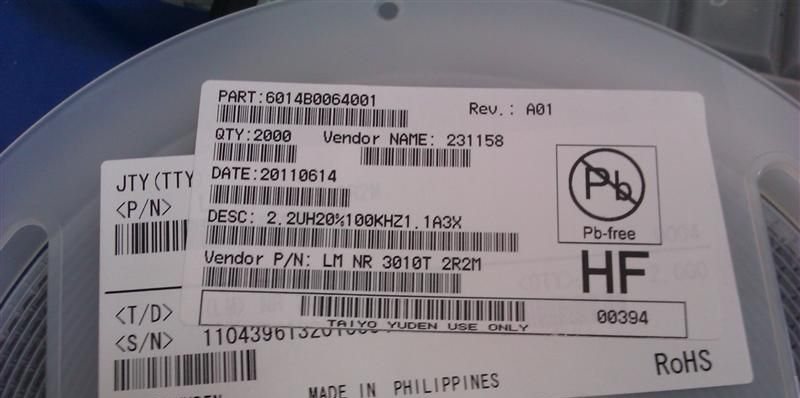 PART:6014B0064001
Rev.: A01
QTY:2000 Vendor NAME: 231158
DATE:20110614
DESC: 2.2UH20%100KHZ1.1A3X
Vendor P/N: LM NR 3010T 2R2M
Pb
Pb-free
HF
00394
TAIYO YUDEN USE ONLY
JTY(TTY
<P/N>
<T/D>
<S/N>
MADE IN PHILIPPINES
RoHS